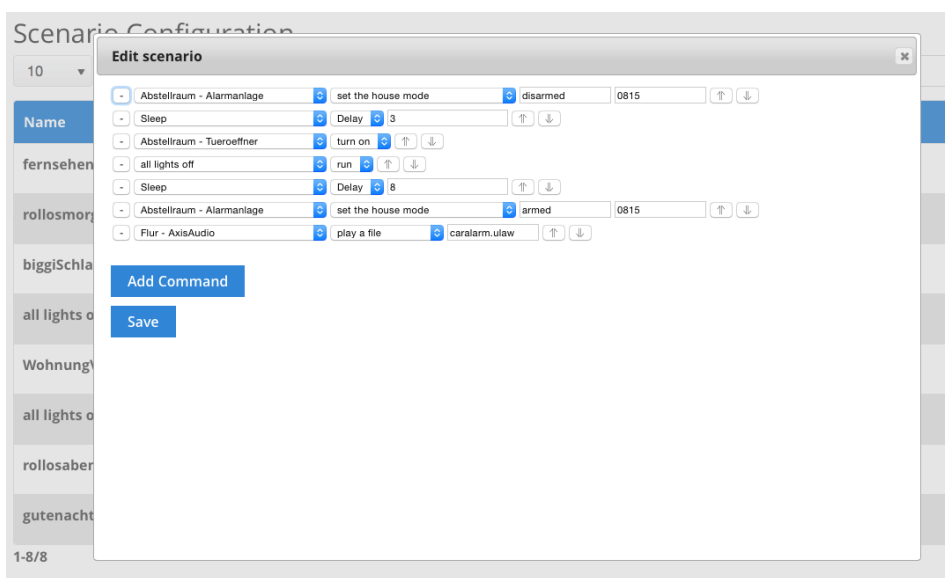 Scenario Configuration
Edit scenario
10
- Abstellraum - Alarmanlage set the house mode disarmed 0815
Name
- Sleep Delay 3
- Abstellraum - Tueroeffner turn on
fernsehen
- all lights off run
- Sleep Delay 8
- Abstellraum - Alarmanlage set the house mode armed 0815
rollosmorg
- Flur - AxisAudio play a file caralarm.ulaw
biggiSchla
Add Command
all lights o
Save
Wohnung
all lights o
rollosaber
gutenacht
1-8/8